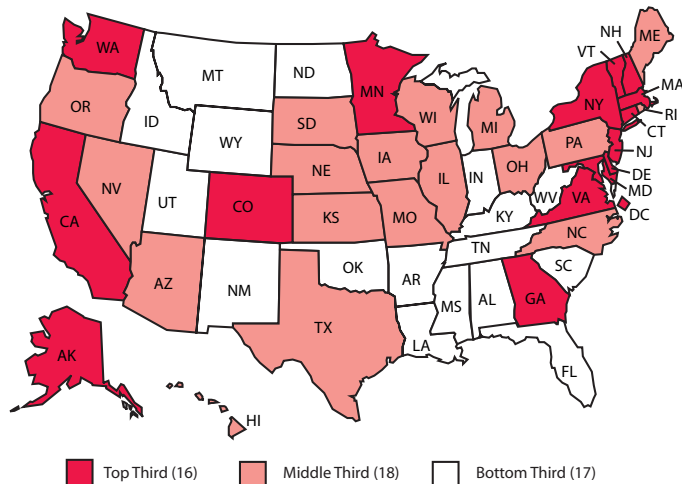 NH
ME
VT
WA
MT
ND
MN
MA
OR
NY
WI
RI
SD
MI
ID
CT
WY
PA
NJ
IA
NE
OH
DE
NV
IL
IN
MD
UT
CO
WV
VA
CA
KS
MO
KY
DC
NC
TN
OK
AZ
NM
AR
SC
MS
AL
GA
TX
LA
AK
FL
HI
Top Third (16)
Middle Third (18)
Bottom Third (17)